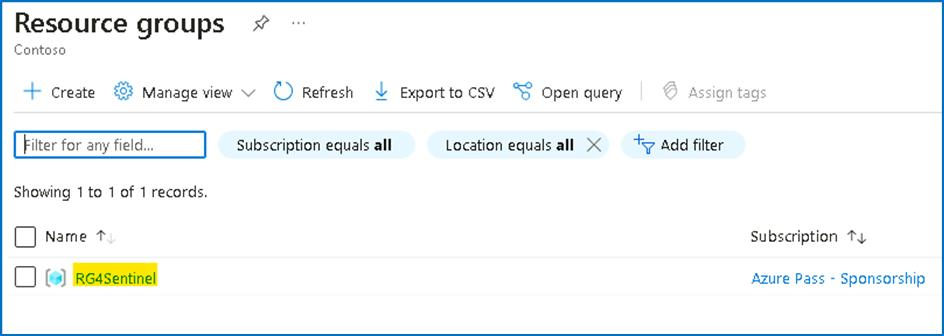 Resource groups
Contoso
Create Manage view Refresh Export to CSV Open query Assign tags
Filter for any field... Subscription equals all Location equals all Add filter
Showing 1 to 1 of 1 records.
Name Subscription
RG4Sentinel Azure Pass - Sponsorship